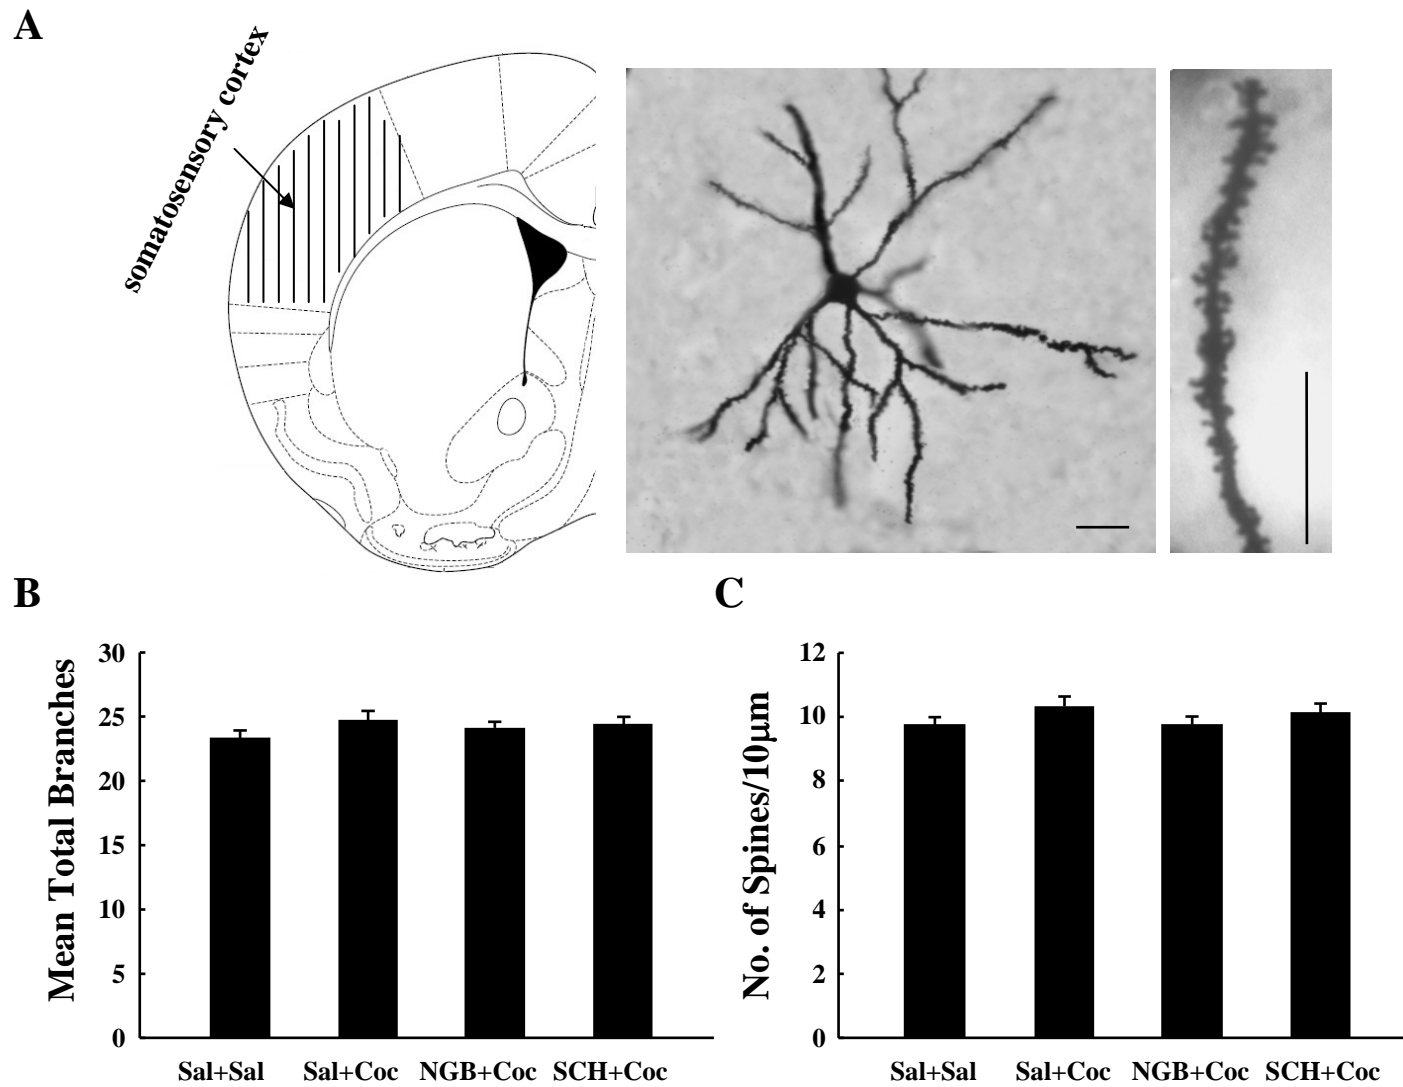 A
somatosensory cortex
B
Mean Total Branches
30
25
20
15
10
5
0
Sal+Sal Sal+Coc NGB+Coc SCH+Coc
C
No. of Spines/10µm
12
10
8
6
4
2
0
Sal+Sal Sal+Coc NGB+Coc SCH+Coc